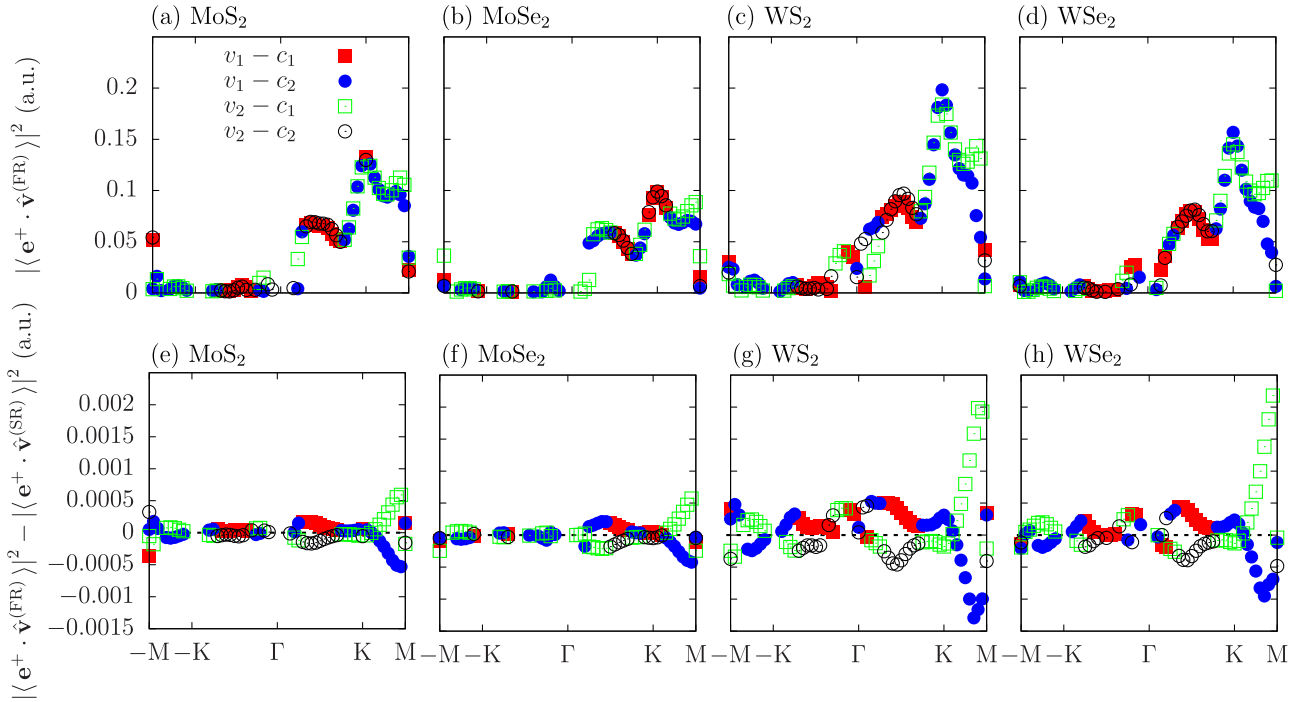 (a) MoS₂
(b) MoSe₂
(c) WS₂
(d) WSe₂
|⟨e⁺ · v̂⁽ᶠᴿ⁾⟩|² (a.u.)
v₁ − c₁
v₁ − c₂
v₂ − c₁
v₂ − c₂
0.2
0.15
0.1
0.05
0
(e) MoS₂
(f) MoSe₂
(g) WS₂
(h) WSe₂
|⟨e⁺ · v̂⁽ᶠᴿ⁾⟩|² − |⟨e⁺ · v̂⁽ˢᴿ⁾⟩|² (a.u.)
0.002
0.0015
0.001
0.0005
0
−0.0005
−0.001
−0.0015
−M −K Γ K M −M −K Γ K M −M −K Γ K M −M −K Γ K M